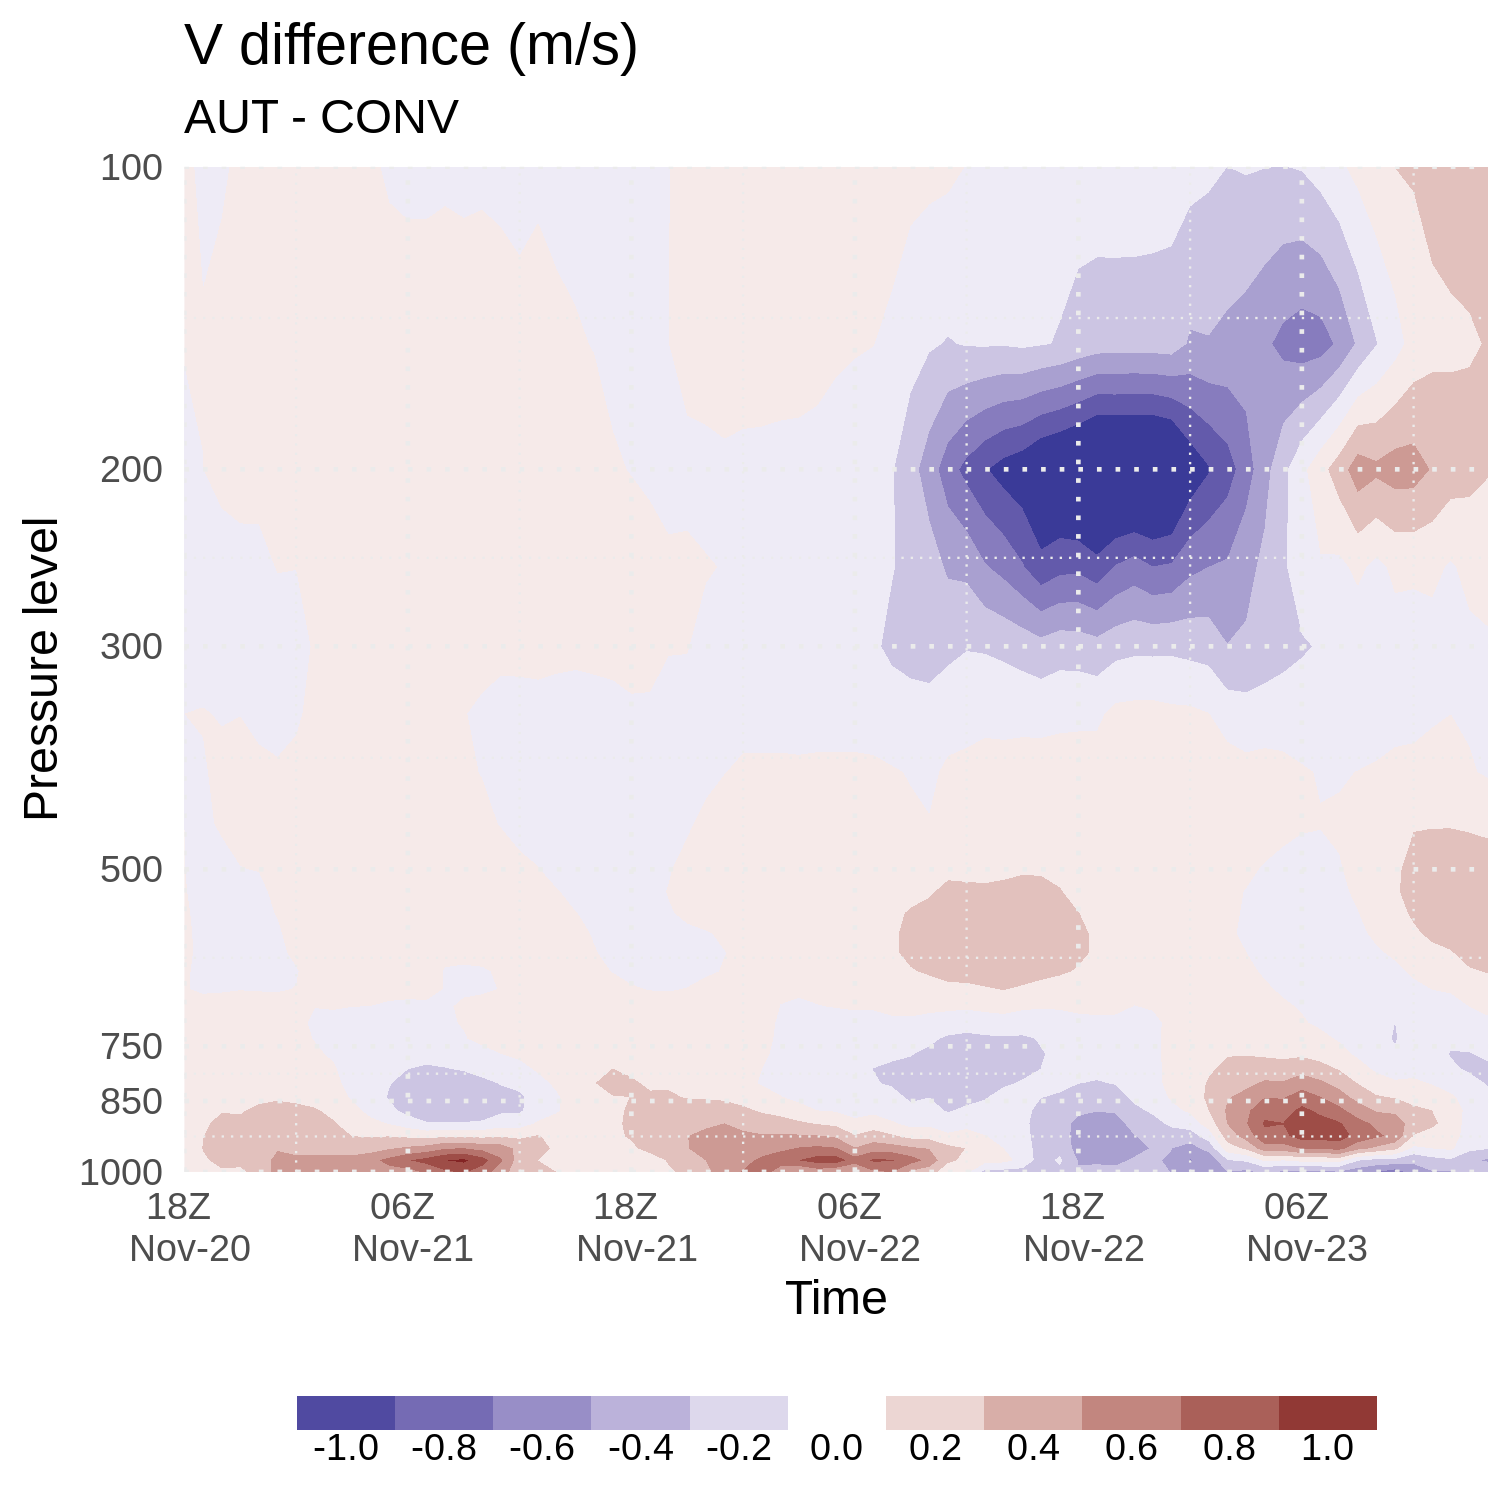 V difference (m/s)
AUT - CONV
Pressure level
100
200
300
500
750
850
1000
18Z
Nov-20
06Z
Nov-21
18Z
Nov-21
06Z
Nov-22
18Z
Nov-22
06Z
Nov-23
Time
-1.0 -0.8 -0.6 -0.4 -0.2 0.0 0.2 0.4 0.6 0.8 1.0